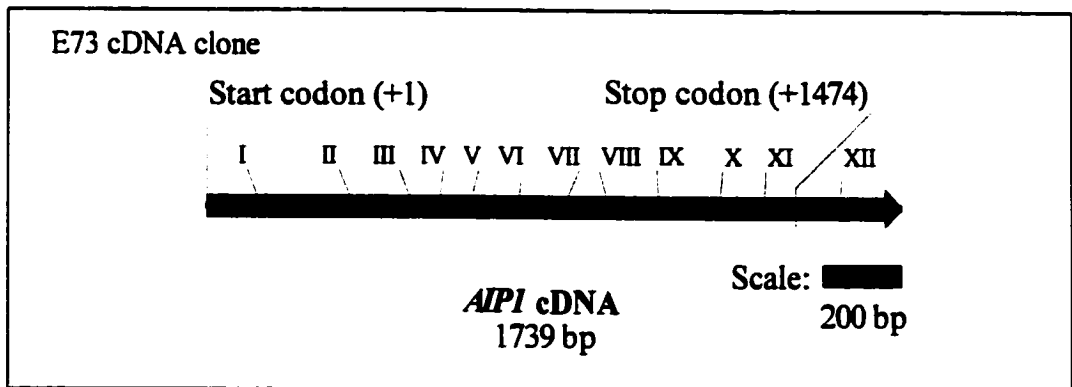 E73 cDNA clone
Start codon (+1) Stop codon (+1474)
I II III IV V VI VII VIII IX X XI XII
Scale:
AIP1 cDNA
200 bp
1739 bp